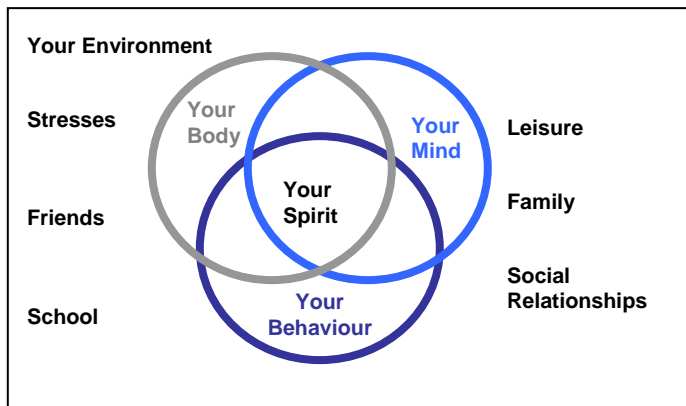 Your Environment
Stresses
Friends
School
Your
Body
Your
Mind
Your
Spirit
Your
Behaviour
Leisure
Family
Social
Relationships